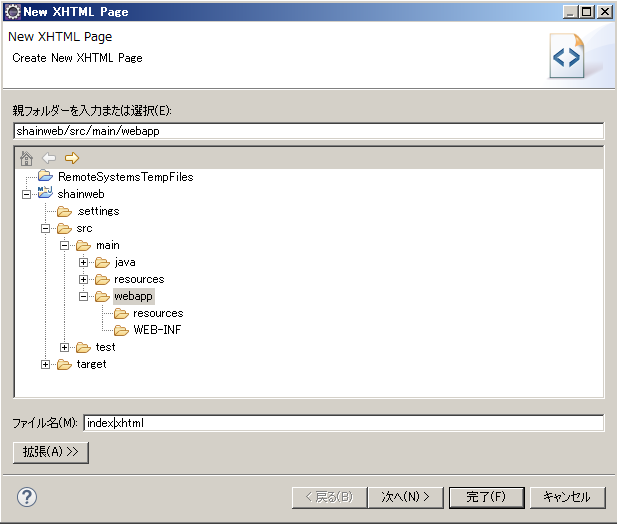 New XHTML Page
New XHTML Page
Create New XHTML Page
親フォルダーを入力または選択(E):
shainweb/src/main/webapp
RemoteSystemsTempFiles
shainweb
.settings
src
main
java
resources
webapp
resources
WEB-INF
test
target
ファイル名(M): index.xhtml
拡張(A) >>
< 戻る(B) 次へ(N) > 完了(F) キャンセル